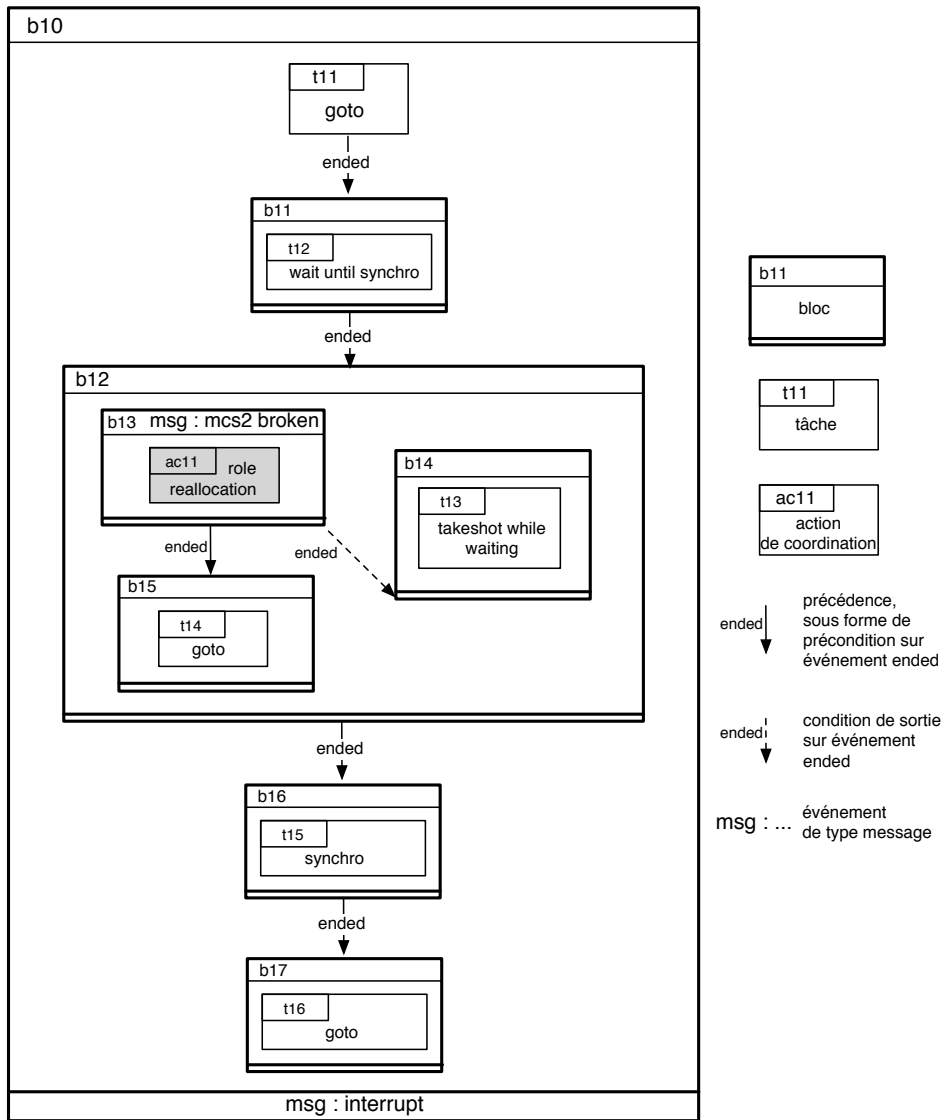 b10
t11
goto
ended
b11
t12
wait until synchro
ended
b12
b13 msg : mcs2 broken
ac11 role
reallocation
b14
t13
takeshot while
waiting
ended
ended
b15
t14
goto
ended
b16
t15
synchro
ended
b17
t16
goto
msg : interrupt
b11
bloc
t11
tâche
ac11
action
de coordination
ended
précédence,
sous forme de
précondition sur
événement ended
ended
condition de sortie
sur événement
ended
msg : ... événement
de type message